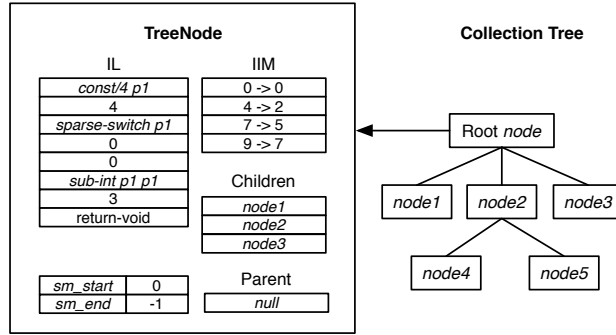 TreeNode
IL
const/4 p1
4
sparse-switch p1
0
0
sub-int p1 p1
3
return-void
IIM
0 -> 0
4 -> 2
7 -> 5
9 -> 7
Children
node1
node2
node3
sm_start 0
sm_end -1
Parent
null
Collection Tree
Root node
node1 node2 node3
node4 node5